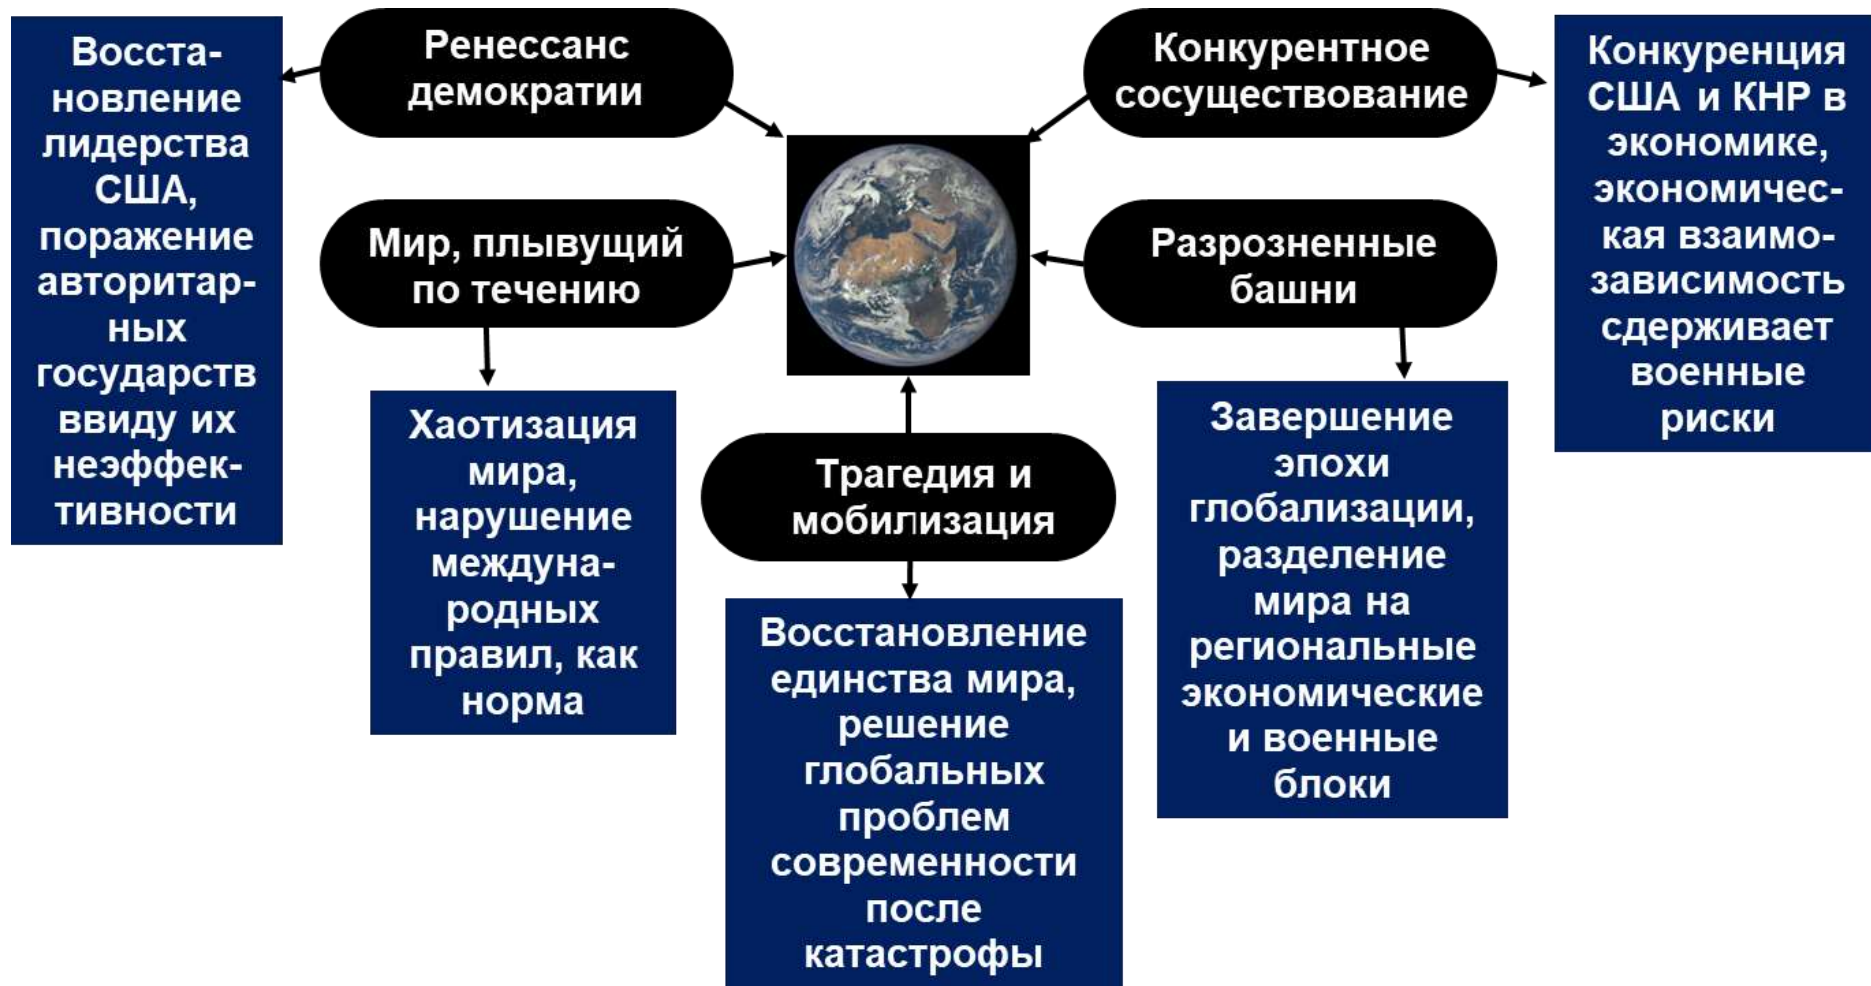 Восста-
новление
лидерства
США,
поражение
авторитар-
ных
государств
ввиду их
неэффек-
тивности
Ренессанс
демократии
Конкурентное
сосуществование
Конкуренция
США и КНР в
экономике,
экономичес-
кая взаимо-
зависимость
сдерживает
военные
риски
Мир, плывущий
по течению
Разрозненные
башни
Хаотизация
мира,
нарушение
междуна-
родных
правил, как
норма
Трагедия и
мобилизация
Завершение
эпохи
глобализации,
разделение
мира на
региональные
экономические
и военные
блоки
Восстановление
единства мира,
решение
глобальных
проблем
современности
после
катастрофы